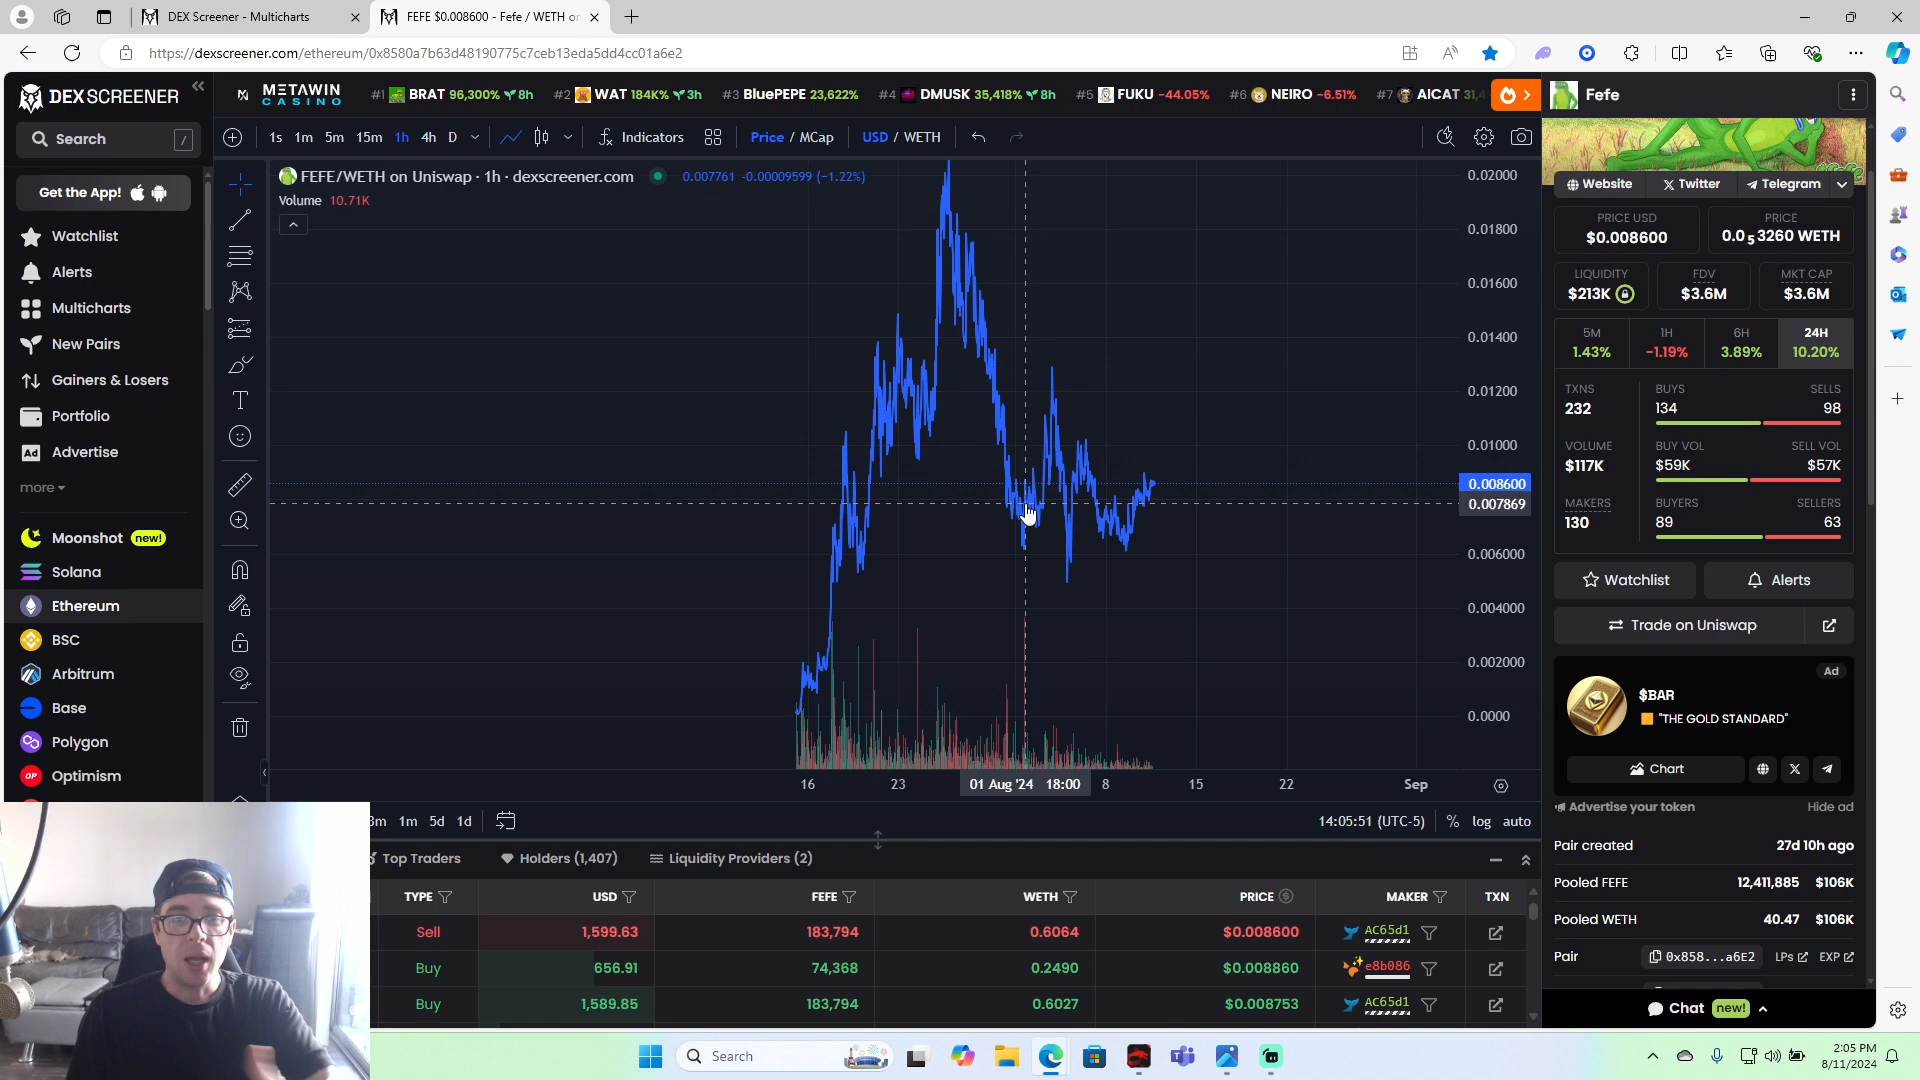 DEX Screener - Multicharts
FEFE $0.008600 - Fefe / WETH on
https://dexscreener.com/ethereum/0x8580a7b63d48190775c7ceb13eda5dd4cc01a6e2
DEXSCREENER
METAWIN
CASINO
#1 BRAT 96,300% 8h
#2 WAT 184K% 3h
#3 BluePEPE 23,622%
#4 DMUSK 35,418% 8h
#5 FUKU -44.05%
#6 NEIRO -6.51%
#7 AICAT 31,4
Fefe
Search /
1s 1m 5m 15m 1h 4h D
Indicators
Price / MCap
USD / WETH
Get the App!
Watchlist
Alerts
Multicharts
New Pairs
Gainers & Losers
Portfolio
Ad Advertise
more
Moonshot new!
Solana
Ethereum
BSC
Arbitrum
Base
Polygon
OP Optimism
FEFE/WETH on Uniswap · 1h · dexscreener.com
0.007761 -0.00009599 (-1.22%)
Volume 10.71K
0.02000
0.01800
0.01600
0.01400
0.01200
0.01000
0.008600
0.007869
0.006000
0.004000
0.002000
0.0000
16
23
01 Aug '24 18:00
8
15
22
Sep
3m 1m 5d 1d
14:05:51 (UTC-5) % log auto
Top Traders
Holders (1,407)
Liquidity Providers (2)
TYPE USD FEFE WETH PRICE MAKER TXN
Sell 1,599.63 183,794 0.6064 $0.008600 AC65d1
Buy 656.91 74,368 0.2490 $0.008860 e8b086
Buy 1,589.85 183,794 0.6027 $0.008753 AC65d1
Website
Twitter
Telegram
PRICE USD
$0.008600
PRICE
0.0₅3260 WETH
LIQUIDITY
$213K
FDV
$3.6M
MKT CAP
$3.6M
5M
1.43%
1H
-1.19%
6H
3.89%
24H
10.20%
TXNS
232
BUYS SELLS
134 98
VOLUME
$117K
BUY VOL SELL VOL
$59K $57K
MAKERS
130
BUYERS SELLERS
89 63
Watchlist
Alerts
Trade on Uniswap
Ad
$BAR
"THE GOLD STANDARD"
Chart
Advertise your token
Hide ad
Pair created 27d 10h ago
Pooled FEFE 12,411,885 $106K
Pooled WETH 40.47 $106K
Pair 0x858...a6E2 LPs EXP
Chat new!
Search
2:05 PM
8/11/2024